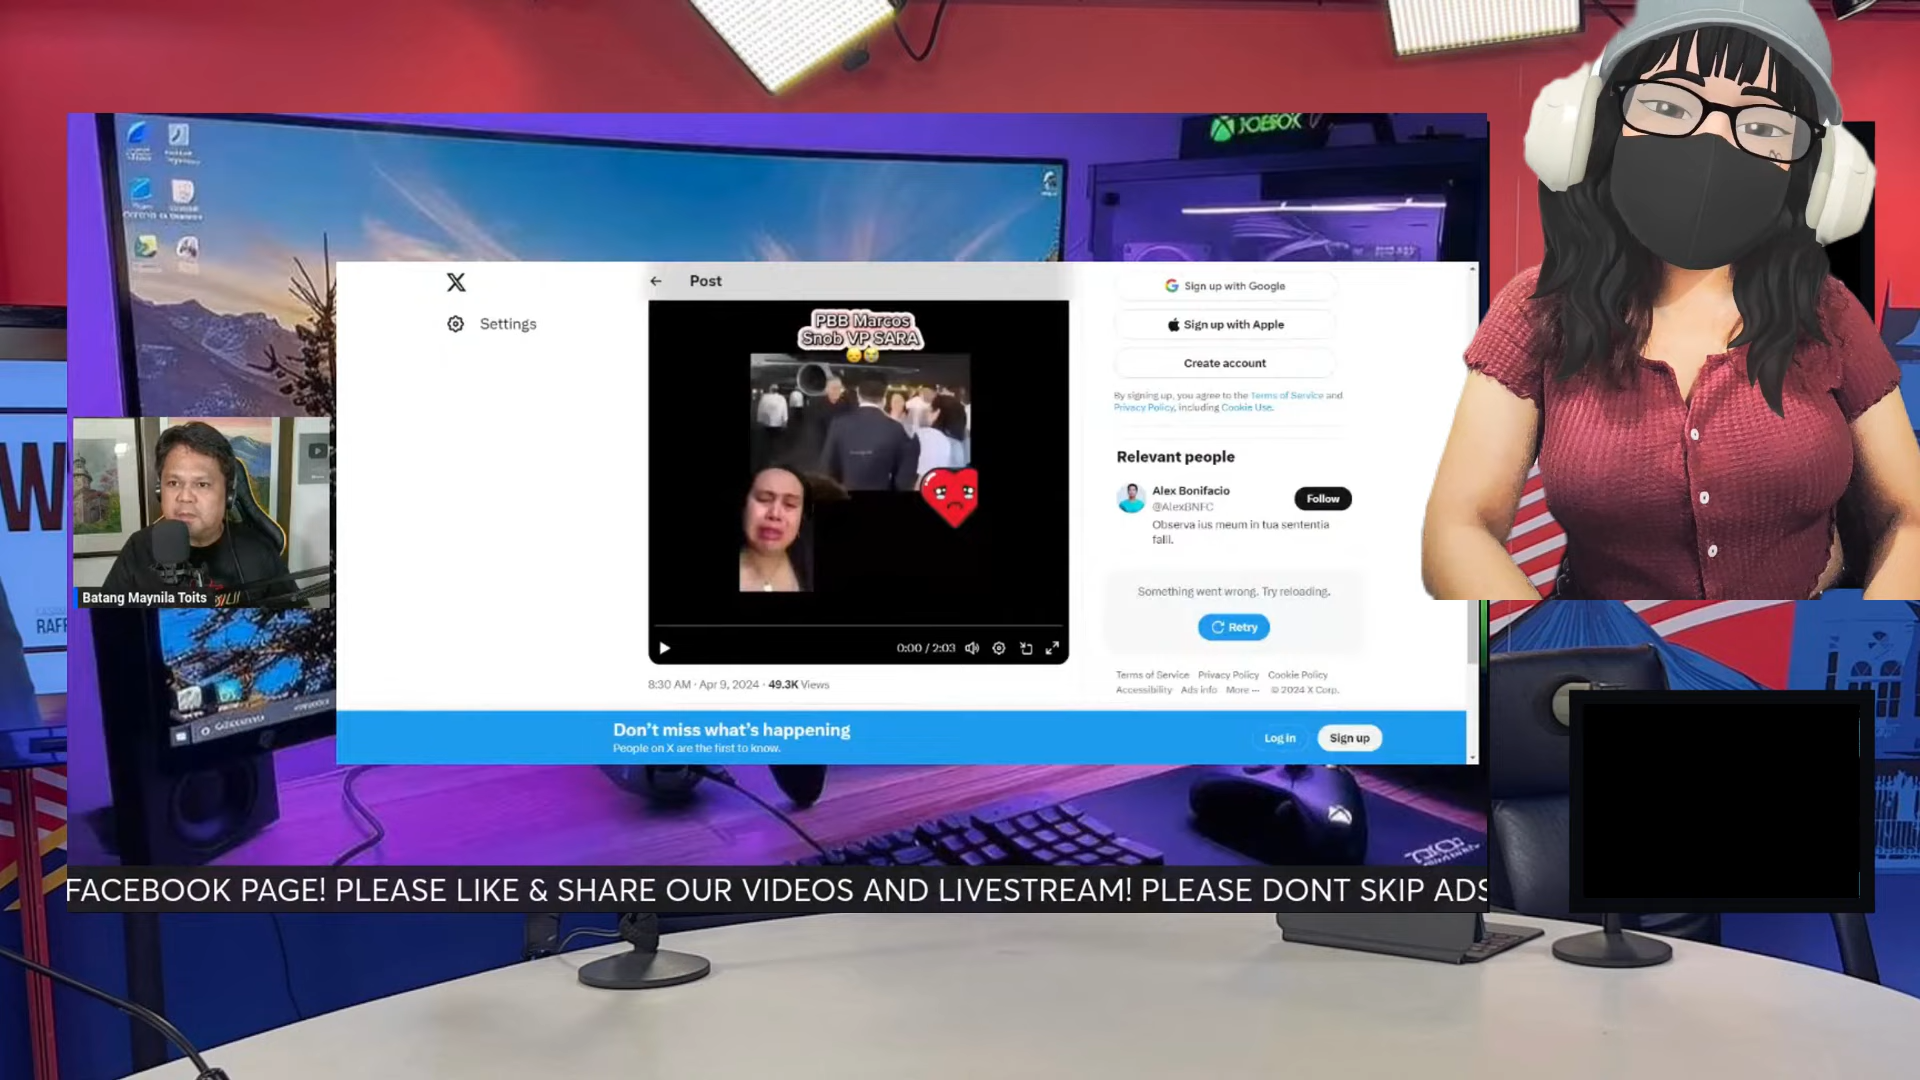 JOEBOX
X
Post
Settings
PBB Marcos
Snob VP SARA
Sign up with Google
Sign up with Apple
Create account
By signing up, you agree to the Terms of Service and
Privacy Policy, including Cookie Use.
Relevant people
Alex Bonifacio
@AlexBNFC
Follow
Observa ius meum in tua sententia
falli.
Something went wrong. Try reloading.
Retry
0:00 / 2:03
8:30 AM · Apr 9, 2024 · 49.3K Views
Terms of Service Privacy Policy Cookie Policy
Accessibility Ads info More ··· © 2024 X Corp.
Don't miss what's happening
People on X are the first to know.
Log in
Sign up
Batang Maynila Toits
W
RAFF
FACEBOOK PAGE! PLEASE LIKE & SHARE OUR VIDEOS AND LIVESTREAM! PLEASE DONT SKIP ADS